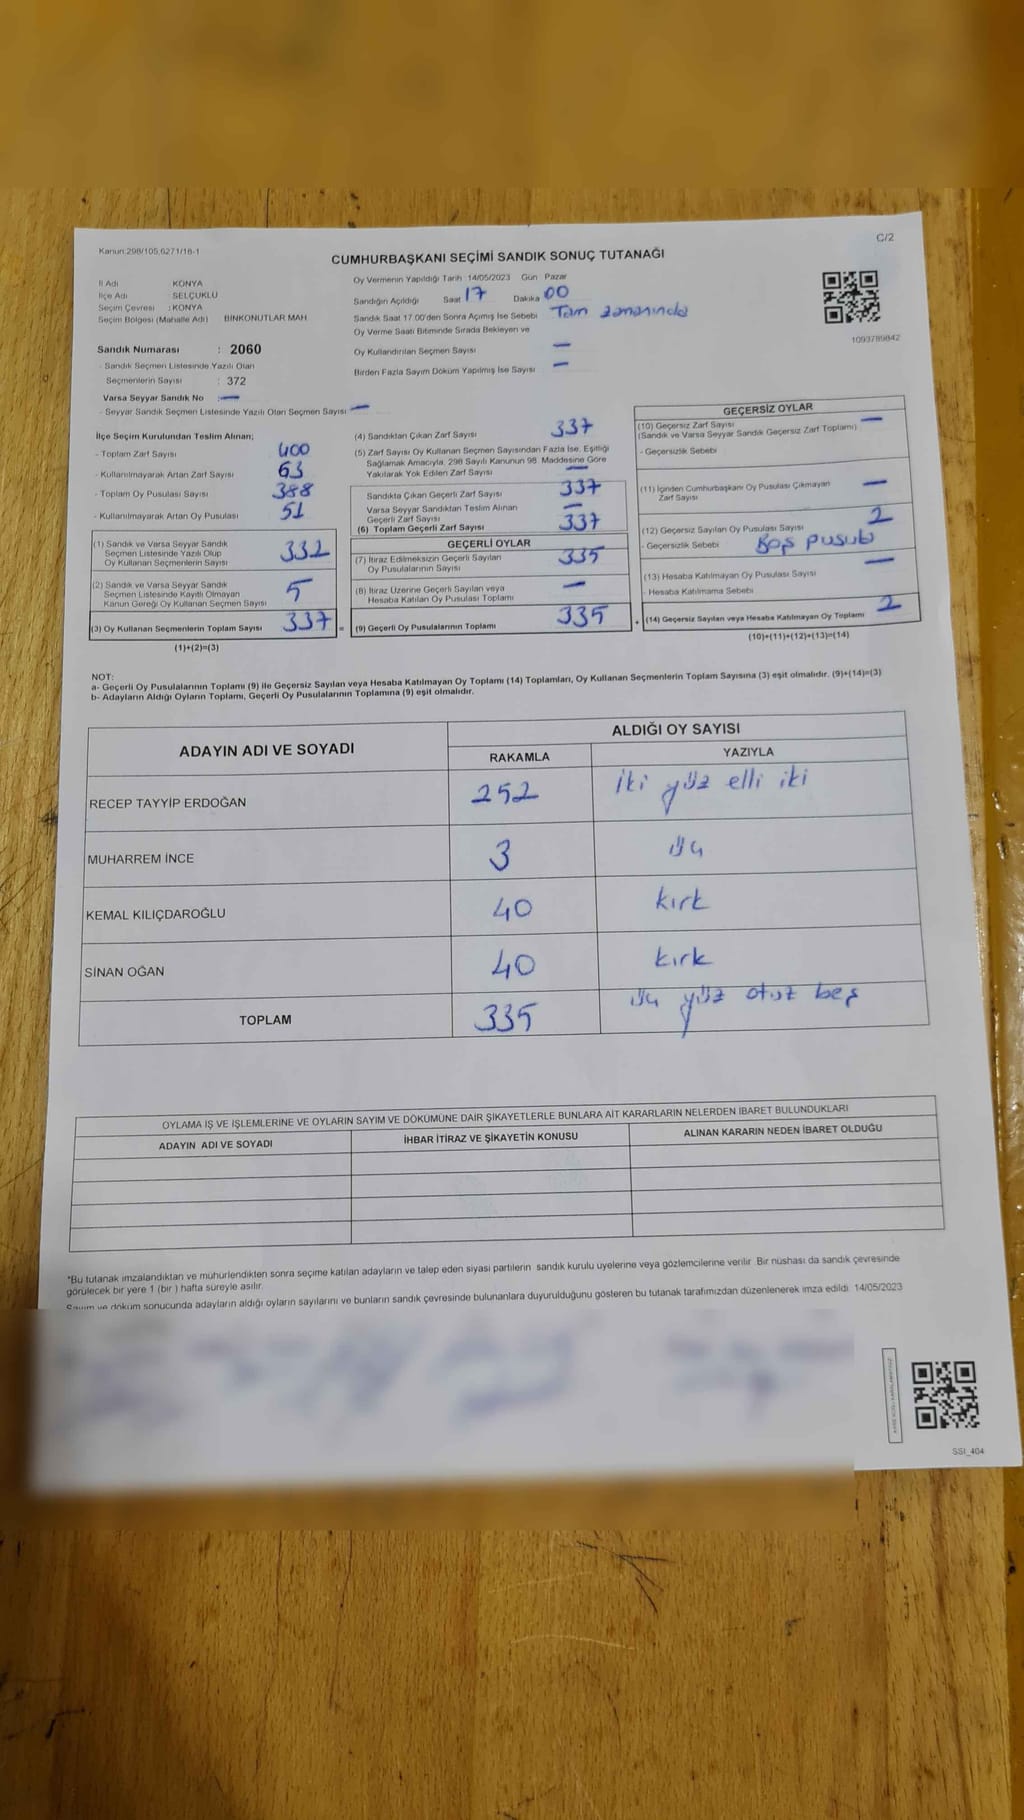 Kanun:298/105,6271/16-1
C/2
CUMHURBAŞKANI SEÇİMİ SANDIK SONUÇ TUTANAĞI
İl Adı KONYA
İlçe Adı SELÇUKLU
Seçim Çevresi : KONYA
Seçim Bölgesi (Mahalle Adı) BİNKONUTLAR MAH
Sandık Numarası : 2060
- Sandık Seçmen Listesinde Yazılı Olan
Seçmenlerin Sayısı : 372
Varsa Seyyar Sandık No : —
- Seyyar Sandık Seçmen Listesinde Yazılı Olan Seçmen Sayısı —
Oy Vermenin Yapıldığı Tarih :14/05/2023 Gün Pazar
Sandığın Açıldığı Saat 17 Dakika 00
Sandık Saat 17.00'den Sonra Açımış İse Sebebi Tam zamanında
Oy Verme Saati Bitiminde Sırada Bekleyen ve
Oy Kullandırılan Seçmen Sayısı —
Birden Fazla Sayım Döküm Yapılmış İse Sayısı —
1093789842
İlçe Seçim Kurulundan Teslim Alınan;
- Toplam Zarf Sayısı 400
- Kullanılmayarak Artan Zarf Sayısı 63
- Toplam Oy Pusulası Sayısı 388
- Kullanılmayarak Artan Oy Pusulası 51
(1) Sandık ve Varsa Seyyar Sandık
Seçmen Listesinde Yazılı Olup
Oy Kullanan Seçmenlerin Sayısı 332
(2) Sandık ve Varsa Seyyar Sandık
Seçmen Listesinde Kayıtlı Olmayan
Kanun Gereği Oy Kullanan Seçmen Sayısı 5
(3) Oy Kullanan Seçmenlerin Toplam Sayısı 337 =
(1)+(2)=(3)
(4) Sandıktan Çıkan Zarf Sayısı 337
(5) Zarf Sayısı Oy Kullanan Seçmen Sayısından Fazla İse, Eşitliği
Sağlamak Amacıyla, 298 Sayılı Kanunun 98. Maddesine Göre
Yakılarak Yok Edilen Zarf Sayısı —
Sandıkta Çıkan Geçerli Zarf Sayısı 337
Varsa Seyyar Sandıktan Teslim Alınan
Geçerli Zarf Sayısı —
(6) Toplam Geçerli Zarf Sayısı 337
GEÇERLİ OYLAR
(7) İtiraz Edilmeksizin Geçerli Sayılan
Oy Pusulalarının Sayısı 335
(8) İtiraz Üzerine Geçerli Sayılan veya
Hesaba Katılan Oy Pusulası Toplamı —
(9) Geçerli Oy Pusulalarının Toplamı 335 +
GEÇERSİZ OYLAR
(10) Geçersiz Zarf Sayısı
(Sandık ve Varsa Seyyar Sandık Geçersiz Zarf Toplamı) —
- Geçersizlik Sebebi
(11) İçinden Cumhurbaşkanı Oy Pusulası Çıkmayan
Zarf Sayısı —
(12) Geçersiz Sayılan Oy Pusulası Sayısı 2
- Geçersizlik Sebebi Boş pusula
(13) Hesaba Katılmayan Oy Pusulası Sayısı —
- Hesaba Katılmama Sebebi
(14) Geçersiz Sayılan veya Hesaba Katılmayan Oy Toplamı 2
(10)+(11)+(12)+(13)=(14)
NOT:
a- Geçerli Oy Pusulalarının Toplamı (9) ile Geçersiz Sayılan veya Hesaba Katılmayan Oy Toplamı (14) Toplamları, Oy Kullanan Seçmenlerin Toplam Sayısına (3) eşit olmalıdır. (9)+(14)=(3)
b- Adayların Aldığı Oyların Toplamı, Geçerli Oy Pusulalarının Toplamına (9) eşit olmalıdır.
ADAYIN ADI VE SOYADI
ALDIĞI OY SAYISI
RAKAMLA YAZIYLA
RECEP TAYYİP ERDOĞAN 252 İki yüz elli iki
MUHARREM İNCE 3 üç
KEMAL KILIÇDAROĞLU 40 kırk
SİNAN OĞAN 40 kırk
TOPLAM 335 üç yüz otuz beş
OYLAMA İŞ VE İŞLEMLERİNE VE OYLARIN SAYIM VE DÖKÜMÜNE DAİR ŞİKAYETLERLE BUNLARA AİT KARARLARIN NELERDEN İBARET BULUNDUKLARI
ADAYIN ADI VE SOYADI İHBAR İTİRAZ VE ŞİKAYETİN KONUSU ALINAN KARARIN NEDEN İBARET OLDUĞU
*Bu tutanak imzalandıktan ve mühürlendikten sonra seçime katılan adayların ve talep eden siyasi partilerin sandık kurulu üyelerine veya gözlemcilerine verilir. Bir nüshası da sandık çevresinde
görülecek bir yere 1 (bir ) hafta süreyle asılır.
Sayım ve döküm sonucunda adayların aldığı oyların sayılarını ve bunların sandık çevresinde bulunanlara duyurulduğunu gösteren bu tutanak tarafımızdan düzenlenerek imza edildi. 14/05/2023
SSI_404